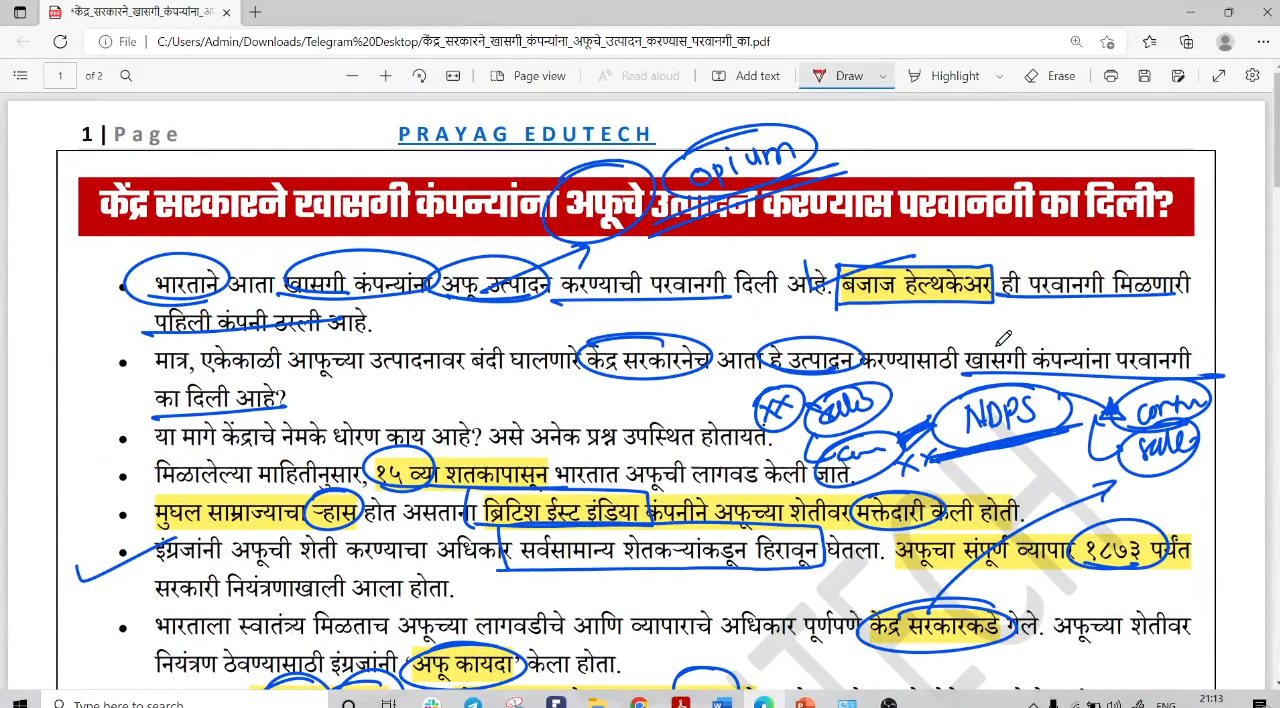 *केंद्र_सरकारने_खासगी_कंपन्यांना_अफ
File C:/Users/Admin/Downloads/Telegram%20Desktop/केंद्र_सरकारने_खासगी_कंपन्यांना_अफूचे_उत्पादन_करण्यास_परवानगी_का.pdf
1 of 2 Page view Read aloud Add text Draw Highlight Erase
1 | Page PRAYAG EDUTECH
opium
केंद्र सरकारने खासगी कंपन्यांना अफूचे उत्पादन करण्यास परवानगी का दिली?
• भारताने आता खासगी कंपन्यांना अफू उत्पादन करण्याची परवानगी दिली आहे. बजाज हेल्थकेअर ही परवानगी मिळणारी
पहिली कंपनी ठरली आहे.
• मात्र, एकेकाळी आफूच्या उत्पादनावर बंदी घालणारे केंद्र सरकारनेच आता हे उत्पादन करण्यासाठी खासगी कंपन्यांना परवानगी
का दिली आहे?
xx sales NDPS
sales
xx
• या मागे केंद्राचे नेमके धोरण काय आहे? असे अनेक प्रश्न उपस्थित होतायतं.
• मिळालेल्या माहितीनुसार, १५ व्या शतकापासून भारतात अफूची लागवड केली जाते.
• मुघल साम्राज्याचा ऱ्हास होत असताना ब्रिटिश ईस्ट इंडिया कंपनीने अफूच्या शेतीवर मक्तेदारी केली होती.
• इंग्रजांनी अफूची शेती करण्याचा अधिकार सर्वसामान्य शेतकऱ्यांकडून हिरावून घेतला. अफूचा संपूर्ण व्यापार १८७३ पर्यंत
सरकारी नियंत्रणाखाली आला होता.
• भारताला स्वातंत्र्य मिळताच अफूच्या लागवडीचे आणि व्यापाराचे अधिकार पूर्णपणे केंद्र सरकारकडे गेले. अफूच्या शेतीवर
नियंत्रण ठेवण्यासाठी इंग्रजांनी 'अफू कायदा' केला होता.
Type here to search
ENG 21:13